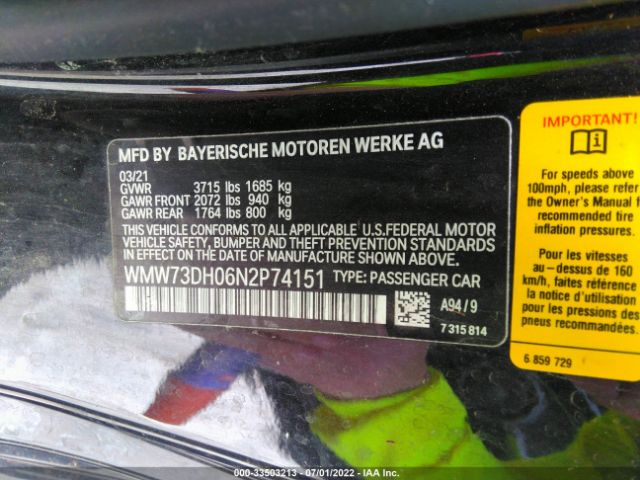 MFD BY BAYERISCHE MOTOREN WERKE AG
03/21
GVWR 3715 lbs 1685 kg
GAWR FRONT 2072 lbs 940 kg
GAWR REAR 1764 lbs 800 kg
THIS VEHICLE CONFORMS TO ALL APPLICABLE U.S.FEDERAL MOTOR
VEHICLE SAFETY, BUMPER AND THEFT PREVENTION STANDARDS
IN EFFECT ON THE DATE OF MANUFACTURE SHOWN ABOVE.
WMW73DH06N2P74151 TYPE: PASSENGER CAR
A94/9
7315814
IMPORTANT!
For speeds above
100mph, please refer
the Owner's Manual f
recommended tire
inflation pressures.
Pour les vitesses
au-dessus de 160
km/h, faites référence
la notice d'utilisation
pour les pressions des
pneus recommandées.
6 859 729
000-33503213 - 07/01/2022 - IAA Inc.